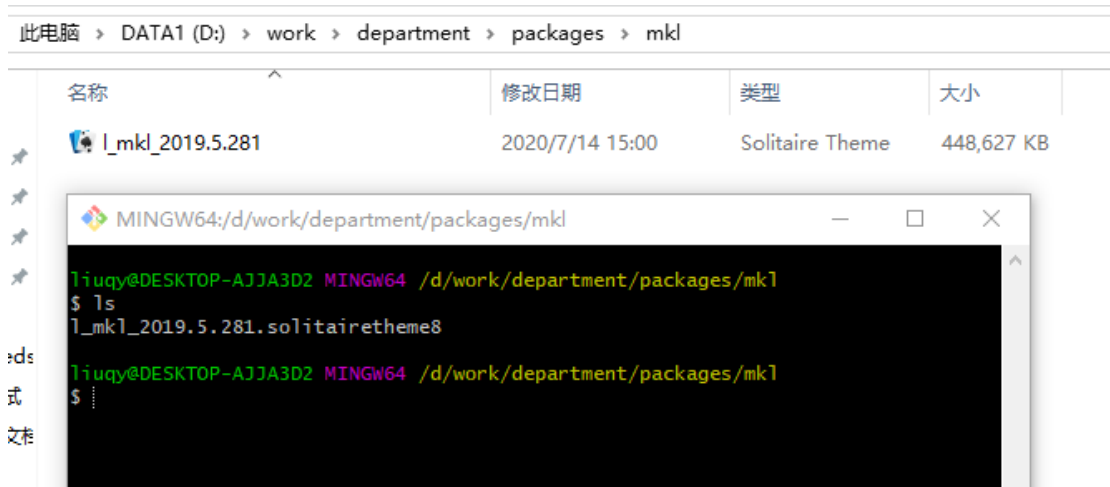 此电脑 › DATA1 (D:) › work › department › packages › mkl
名称 修改日期 类型 大小
l_mkl_2019.5.281 2020/7/14 15:00 Solitaire Theme 448,627 KB
MINGW64:/d/work/department/packages/mkl
liuqy@DESKTOP-AJJA3D2 MINGW64 /d/work/department/packages/mkl
$ ls
l_mkl_2019.5.281.solitairetheme8
liuqy@DESKTOP-AJJA3D2 MINGW64 /d/work/department/packages/mkl
$
eds
式
文档